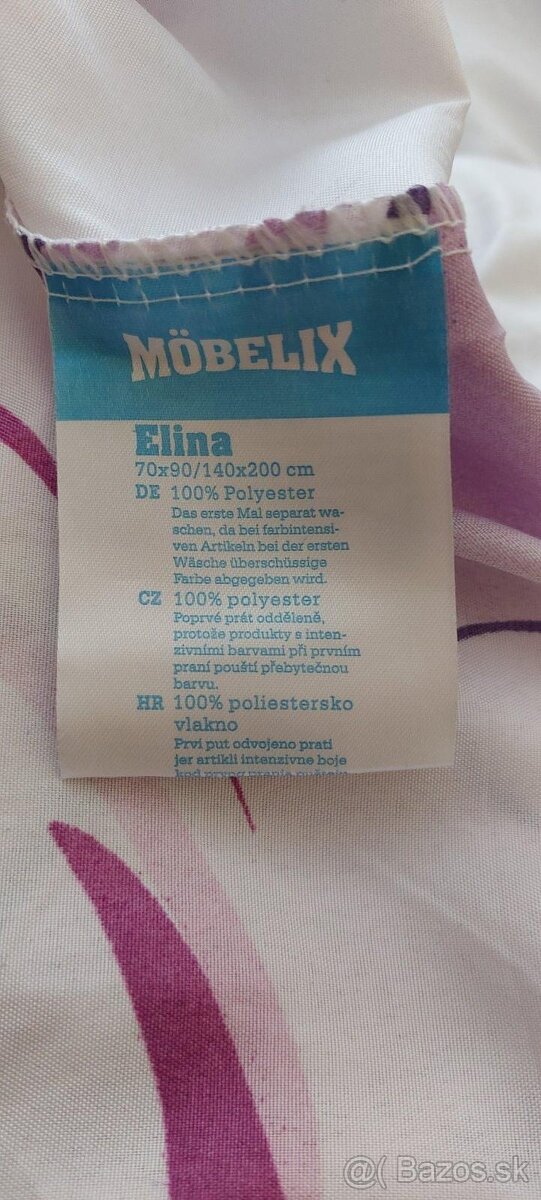 MÖBELIX
Elina
70x90/140x200 cm
DE 100% Polyester
Das erste Mal separat wa-
schen, da bei farbintensi-
ven Artikeln bei der ersten
Wäsche überschüssige
Farbe abgegeben wird.
CZ 100% polyester
Poprvé prát odděleně,
protože produkty s inten-
zivními barvami při prvním
praní pouští přebytečnou
barvu.
HR 100% poliestersko
vlakno
Prvi put odvojeno prati
jer artikli intenzivne boje
kod prvog pranja
@( Bazos.sk